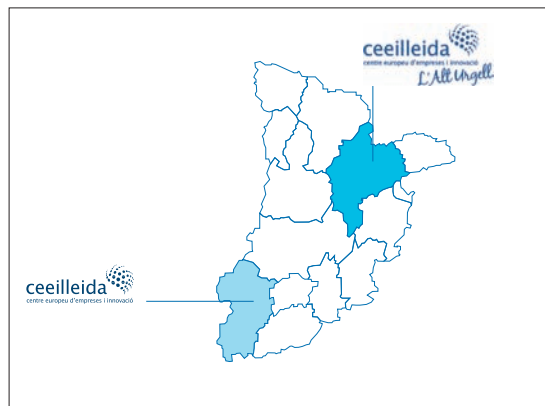 ceeilleida
centre europeu d'empreses i innovació
L'Alt Urgell
ceeilleida
centre europeu d'empreses i innovació